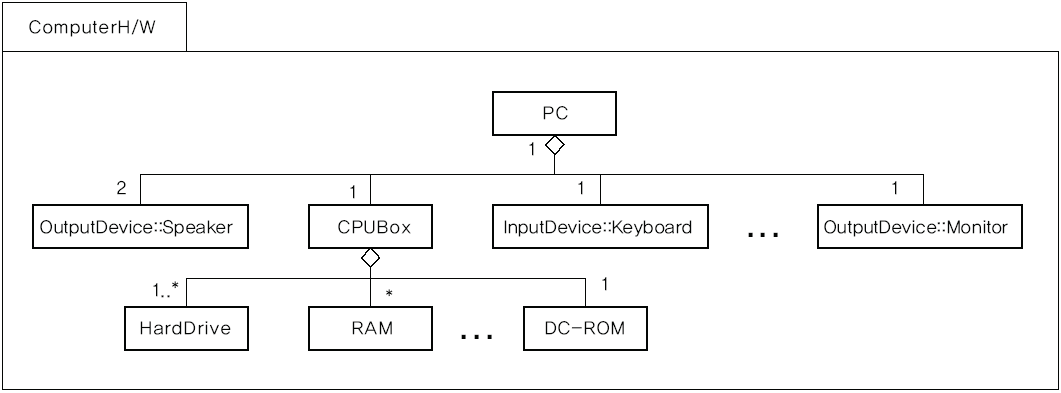 ComputerH/W
PC
1
2
1
1
1
OutputDevice::Speaker
CPUBox
InputDevice::Keyboard
...
OutputDevice::Monitor
1..*
*
1
HardDrive
RAM
...
DC-ROM